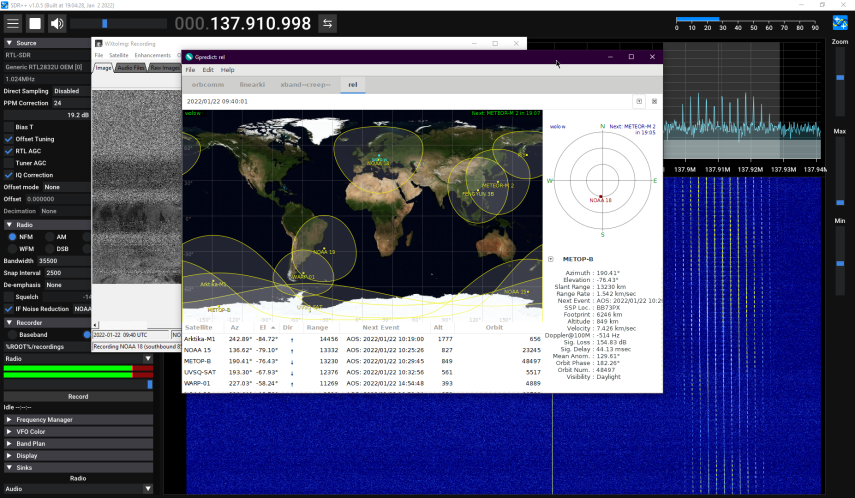 SDR++ v1.0.5 (Built at 19:04:28, Jan 2 2022)
000.137.910.998
0 10 20 30 40 50 60 70 80 90
Source
RTL-SDR
Generic RTL2832U OEM [0]
1.024MHz
Direct Sampling Disabled
PPM Correction 24
19.2 dB
Bias T
Offset Tuning
RTL AGC
Tuner AGC
IQ Correction
Offset mode None
Offset 0.000000
Decimation None
Radio
NFM AM
WFM DSB
Bandwidth 35500
Snap Interval 2500
De-emphasis None
Squelch
IF Noise Reduction NOAA
Recorder
Baseband
%ROOT%/recordings
Radio
Record
Idle --:--:--
Frequency Manager
VFO Color
Band Plan
Display
Sinks
Radio
Audio
WXtoImg: Recording
File Satellite Enhancements
Image Audio Files Raw Images
2022-01-22 09:40 UTC
Recording NOAA 18 (southbound
Gpredict: rel
File Edit Help
webcomm linearkl xband~creep~ rel
2022/01/22 09:40:01
wolow Next: METEOR-M 2 in 19:07
METEOR-M 2
FENGYUN 3B
NOAA 19
WARP-01
Arktika-M1
METOP-B
NOAA 15
Satellite Az El Dir Range Next Event Alt Orbit
Arktika-M1 242.89° -84.72° ↑ 14456 AOS: 2022/01/22 10:19:00 1777 656
NOAA 15 136.62° -79.10° ↑ 13332 AOS: 2022/01/22 10:56:27 825 23245
METOP-B 190.41° -76.43° ↓ 13230 AOS: 2022/01/22 10:29:45 849 48497
UVSQ-SAT 193.30° -67.93° ↓ 12376 AOS: 2022/01/22 10:32:56 561 5517
WARP-01 227.03° -58.24° ↑ 11269 AOS: 2022/01/22 14:54:48 393 4889
wolow Next: METEOR-M 2
in 19:05
N
W E
NOAA 18
S
METOP-B
Azimuth : 190.41°
Elevation : -76.43°
Slant Range : 13230 km
Range Rate : 1.542 km/sec
Next Event : AOS: 2022/01/22 10:2
SSP Loc. : BB73PX
Footprint : 6246 km
Altitude : 849 km
Velocity : 7.426 km/sec
Doppler@100M : -514 Hz
Sig. Loss : 154.83 dB
Sig. Delay : 44.13 msec
Mean Anom. : 129.61°
Orbit Phase : 182.26°
Orbit Num. : 48497
Visibility : Daylight
137.9M 137.91M 137.92M 137.93M 137.94M
Zoom
Max
Min